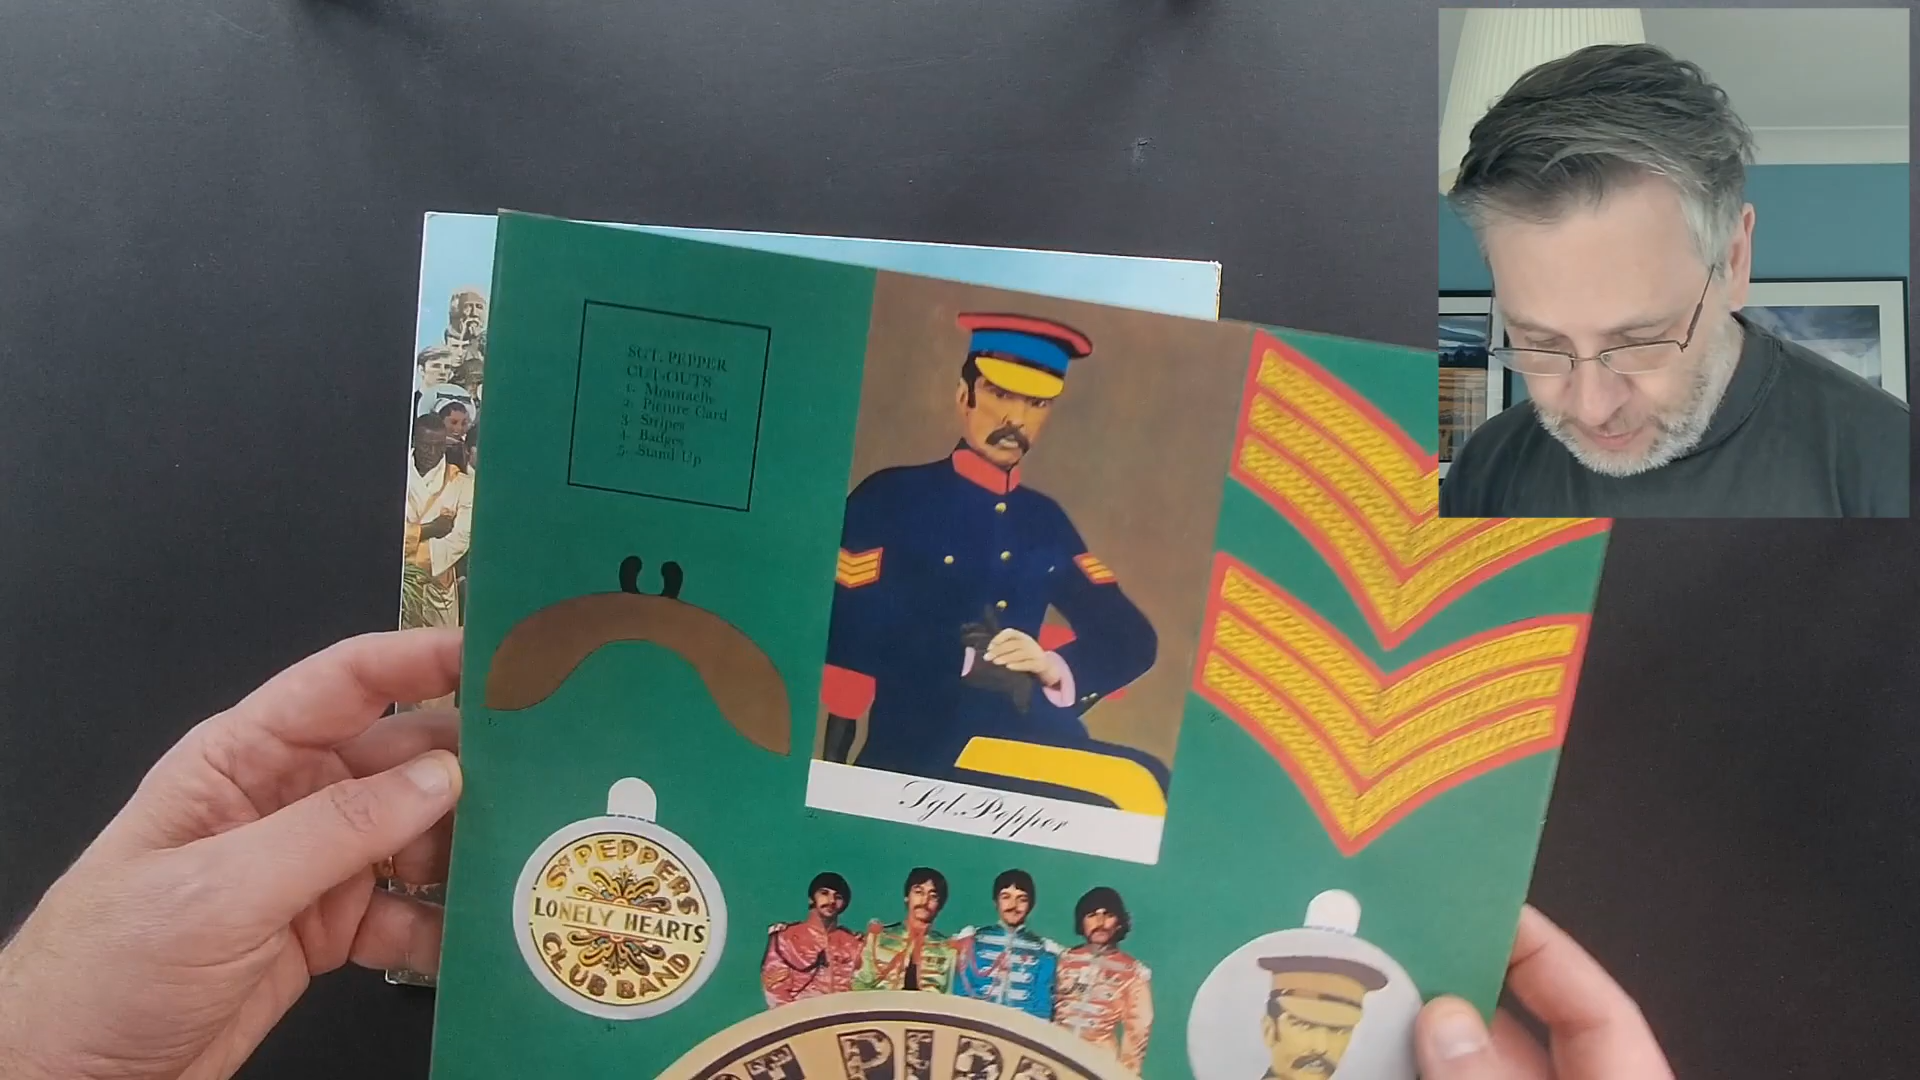 SGT. PEPPER
CUT-OUTS
1. Moustache
2. Picture Card
3. Stripes
4. Badges
5. Stand Up
Sgt. Pepper
SGT. PEPPERS
LONELY HEARTS
CLUB BAND